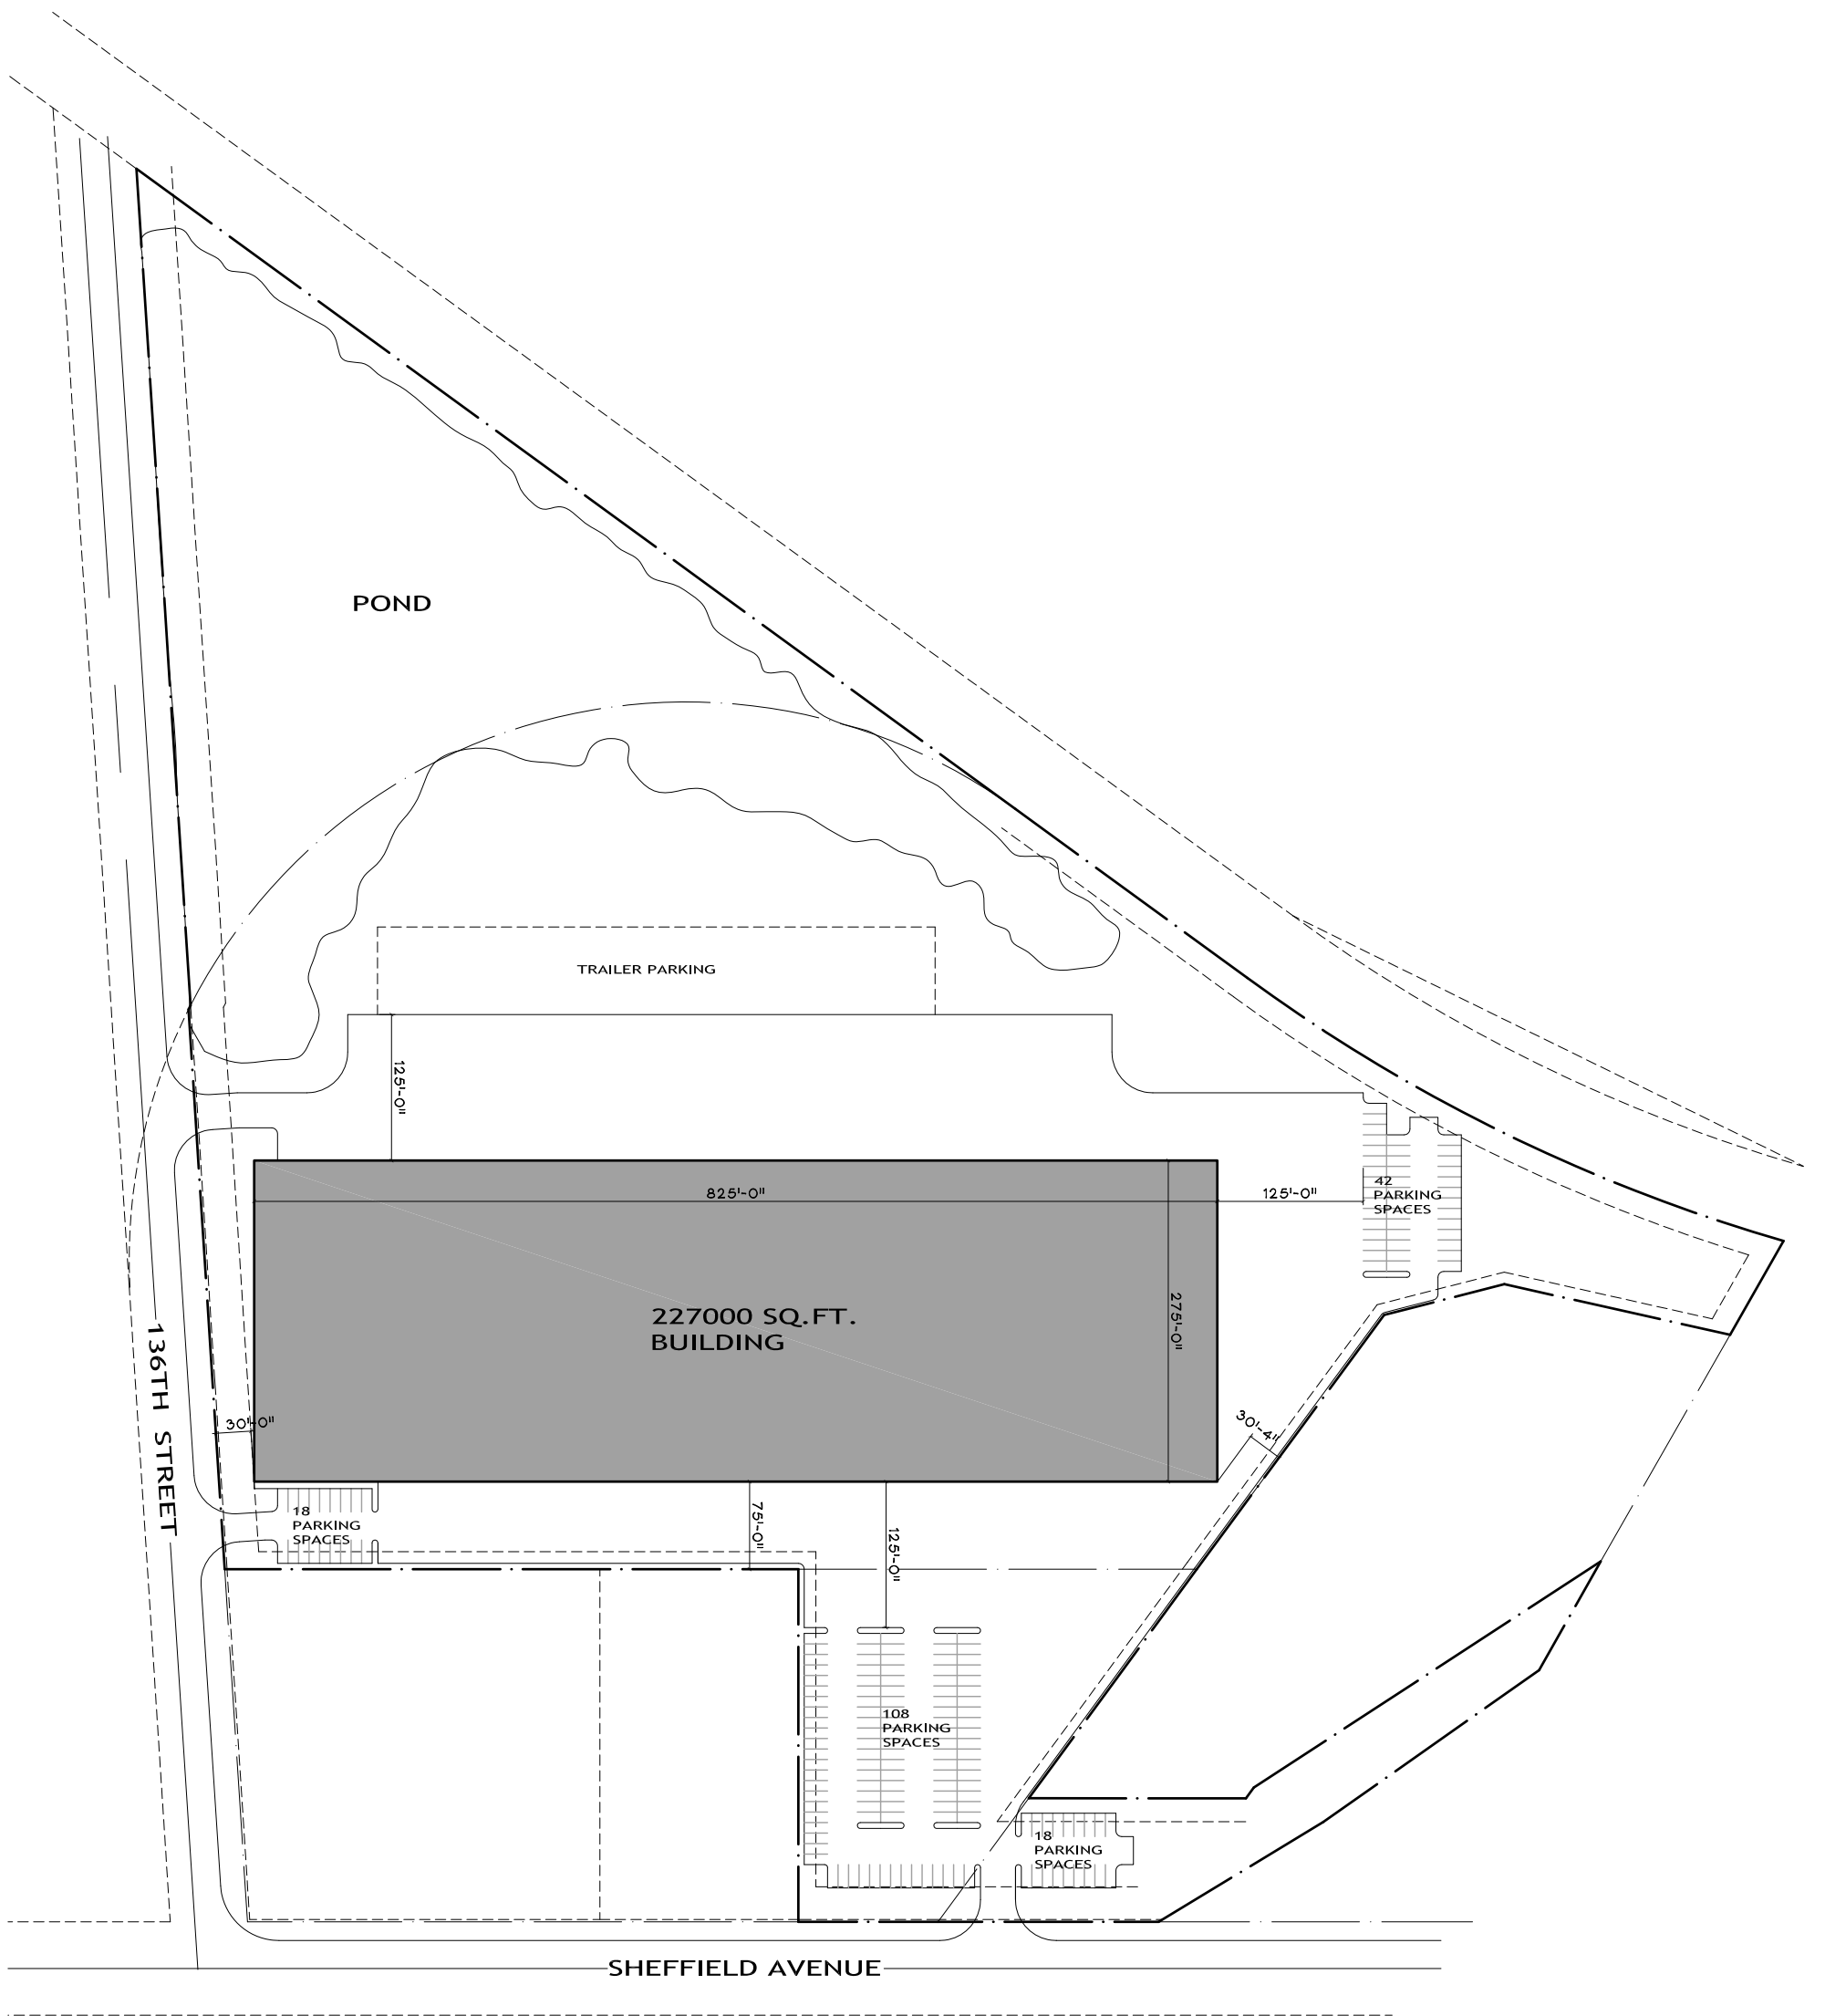 POND
TRAILER PARKING
125'-0"
825'-0"
125'-0"
42
PARKING
SPACES
275'-0"
227000 SQ.FT.
BUILDING
136TH STREET
30'-0"
30'-4"
18
PARKING
SPACES
75'-0"
125'-0"
108
PARKING
SPACES
18
PARKING
SPACES
SHEFFIELD AVENUE